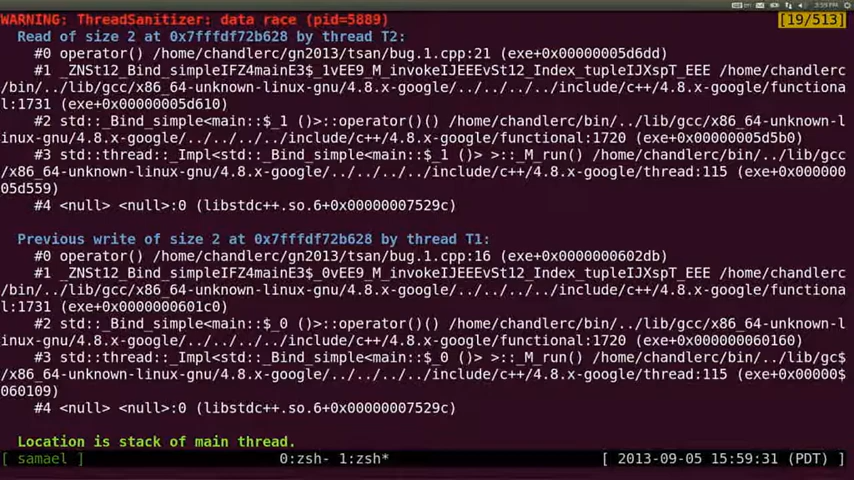 3:59 PM
WARNING: ThreadSanitizer: data race (pid=5889)
[19/513]
Read of size 2 at 0x7fffdf72b628 by thread T2:
#0 operator() /home/chandlerc/gn2013/tsan/bug.1.cpp:21 (exe+0x00000005d6dd)
#1 _ZNSt12_Bind_simpleIFZ4mainE3$_1vEE9_M_invokeIJEEEvSt12_Index_tupleIJXspT_EEE /home/chandlerc
/bin/../lib/gcc/x86_64-unknown-linux-gnu/4.8.x-google/../../../../include/c++/4.8.x-google/functiona
l:1731 (exe+0x00000005d610)
#2 std::_Bind_simple<main::$_1 ()>::operator()() /home/chandlerc/bin/../lib/gcc/x86_64-unknown-l
inux-gnu/4.8.x-google/../../../../include/c++/4.8.x-google/functional:1720 (exe+0x00000005d5b0)
#3 std::thread::_Impl<std::_Bind_simple<main::$_1 ()> >::_M_run() /home/chandlerc/bin/../lib/gcc
/x86_64-unknown-linux-gnu/4.8.x-google/../../../../include/c++/4.8.x-google/thread:115 (exe+0x000000
05d559)
#4 <null> <null>:0 (libstdc++.so.6+0x00000007529c)
Previous write of size 2 at 0x7fffdf72b628 by thread T1:
#0 operator() /home/chandlerc/gn2013/tsan/bug.1.cpp:16 (exe+0x0000000602db)
#1 _ZNSt12_Bind_simpleIFZ4mainE3$_0vEE9_M_invokeIJEEEvSt12_Index_tupleIJXspT_EEE /home/chandlerc
/bin/../lib/gcc/x86_64-unknown-linux-gnu/4.8.x-google/../../../../include/c++/4.8.x-google/functiona
l:1731 (exe+0x0000000601c0)
#2 std::_Bind_simple<main::$_0 ()>::operator()() /home/chandlerc/bin/../lib/gcc/x86_64-unknown-l
inux-gnu/4.8.x-google/../../../../include/c++/4.8.x-google/functional:1720 (exe+0x000000060160)
#3 std::thread::_Impl<std::_Bind_simple<main::$_0 ()> >::_M_run() /home/chandlerc/bin/../lib/gc$
/x86_64-unknown-linux-gnu/4.8.x-google/../../../../include/c++/4.8.x-google/thread:115 (exe+0x00000$
060109)
#4 <null> <null>:0 (libstdc++.so.6+0x00000007529c)
Location is stack of main thread.
[ samael ] 0:zsh- 1:zsh* [ 2013-09-05 15:59:31 (PDT) ]